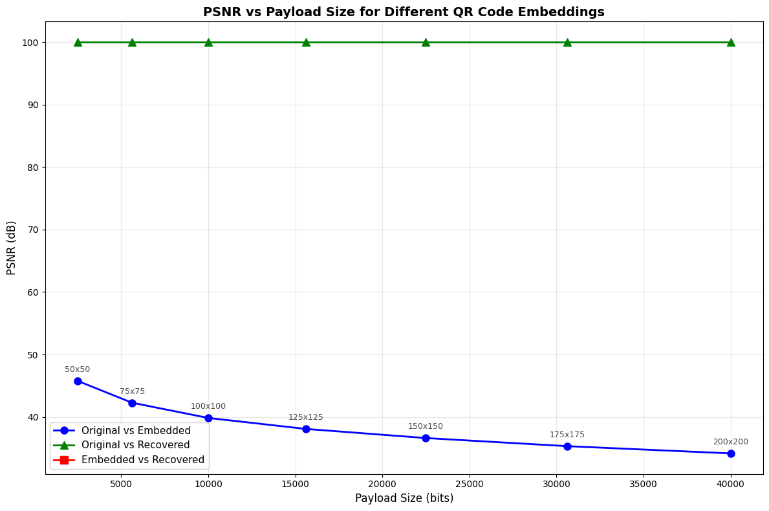 PSNR vs Payload Size for Different QR Code Embeddings
PSNR (dB)
100
90
80
70
60
50
40
50x50
75x75
100x100
125x125
150x150
175x175
200x200
Original vs Embedded
Original vs Recovered
Embedded vs Recovered
5000 10000 15000 20000 25000 30000 35000 40000
Payload Size (bits)